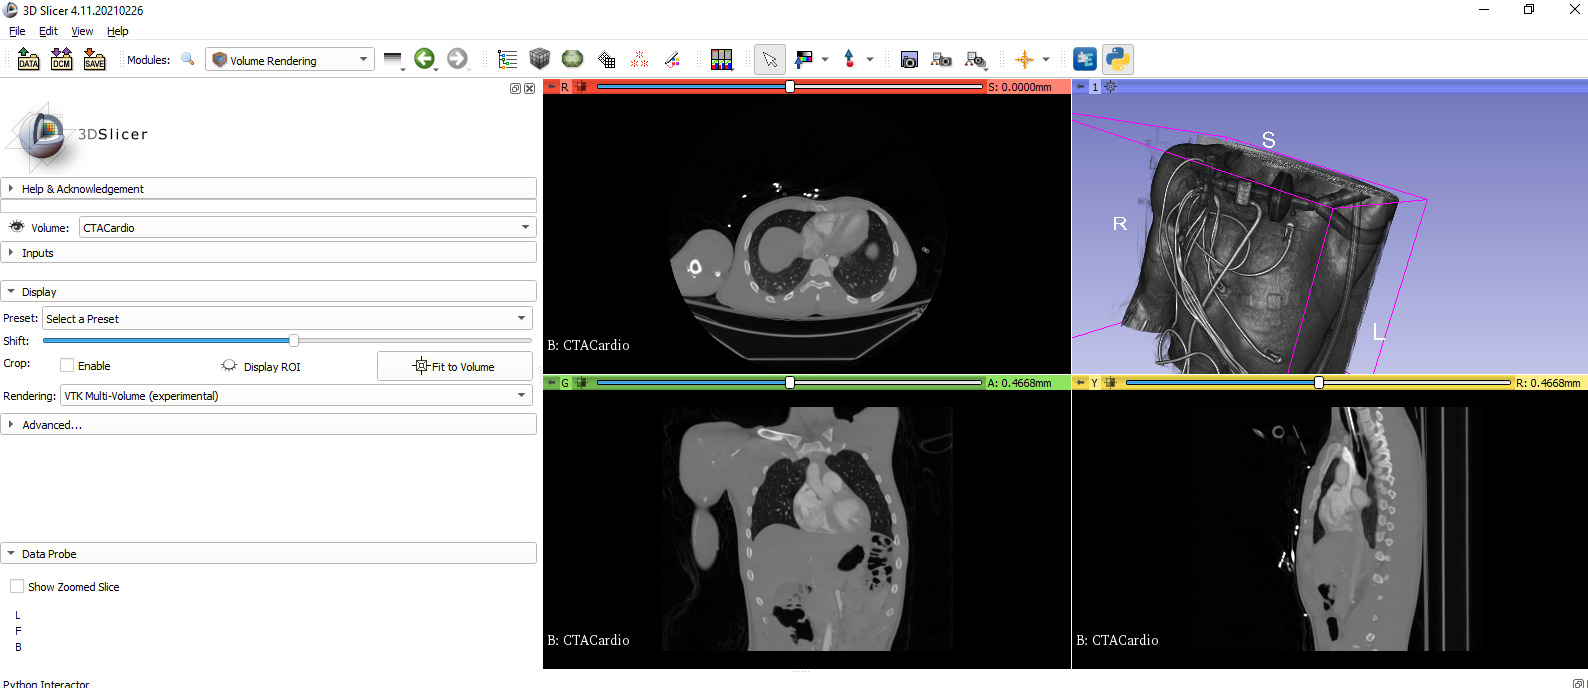 3D Slicer 4.11.20210226
File Edit View Help
DATA DCM SAVE Modules: Volume Rendering
R S: 0.0000mm
1
3DSlicer
Help & Acknowledgement
Volume: CTACardio
Inputs
Display
Preset: Select a Preset
Shift:
Crop: Enable Display ROI Fit to Volume
Rendering: VTK Multi-Volume (experimental)
Advanced...
Data Probe
Show Zoomed Slice
L
F
B
B: CTACardio
S
R
L
G A: 0.4668mm
B: CTACardio
Y R: 0.4668mm
B: CTACardio
Python Interactor